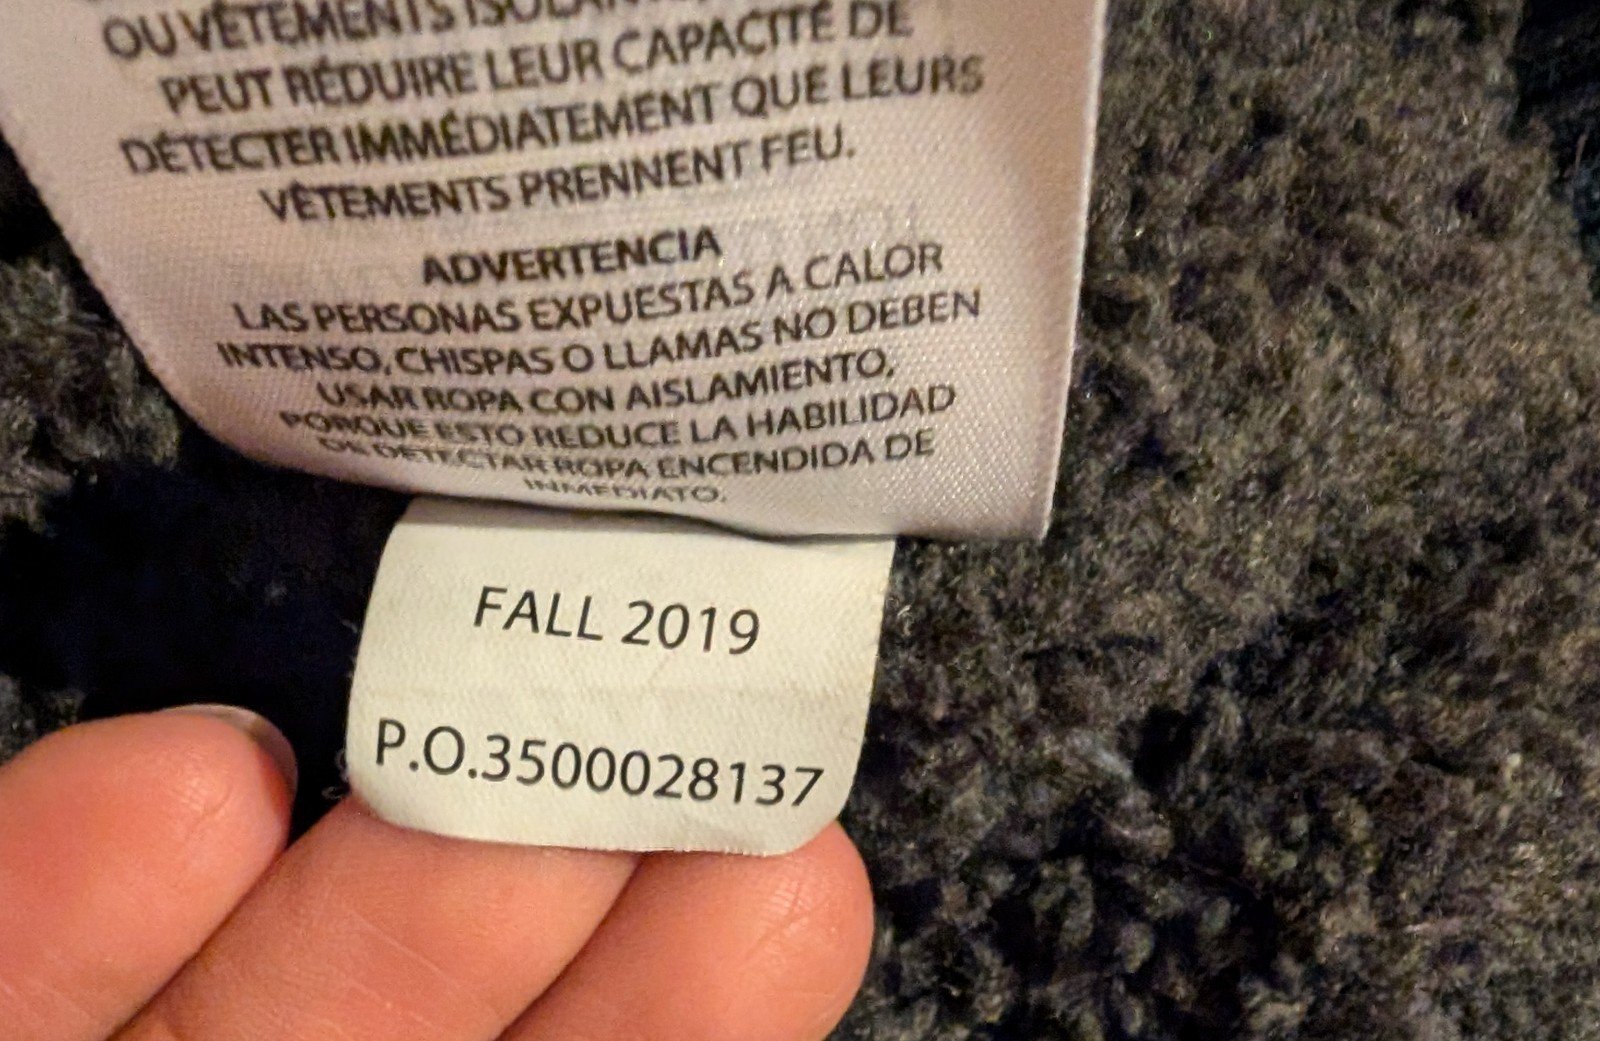 OU VÊTEMENTS ISOLANTS
PEUT RÉDUIRE LEUR CAPACITÉ DE
DÉTECTER IMMÉDIATEMENT QUE LEURS
VÊTEMENTS PRENNENT FEU.
ADVERTENCIA
LAS PERSONAS EXPUESTAS A CALOR
INTENSO, CHISPAS O LLAMAS NO DEBEN
USAR ROPA CON AISLAMIENTO,
PORQUE ESTO REDUCE LA HABILIDAD
DE DETECTAR ROPA ENCENDIDA DE
INMEDIATO.
FALL 2019
P.O.3500028137